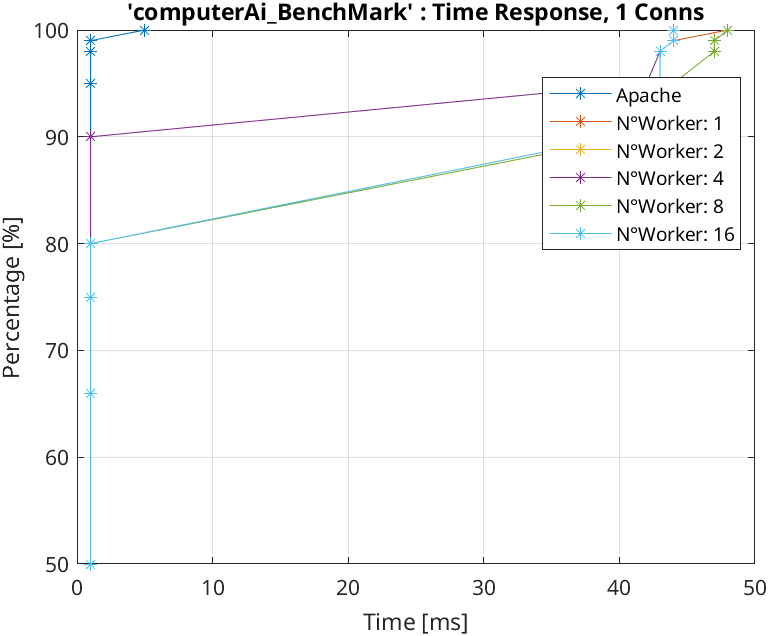 'computerAi_BenchMark' : Time Response, 1 Conns
100
90
80
70
60
50
Percentage [%]
Apache
N°Worker: 1
N°Worker: 2
N°Worker: 4
N°Worker: 8
N°Worker: 16
0 10 20 30 40 50
Time [ms]